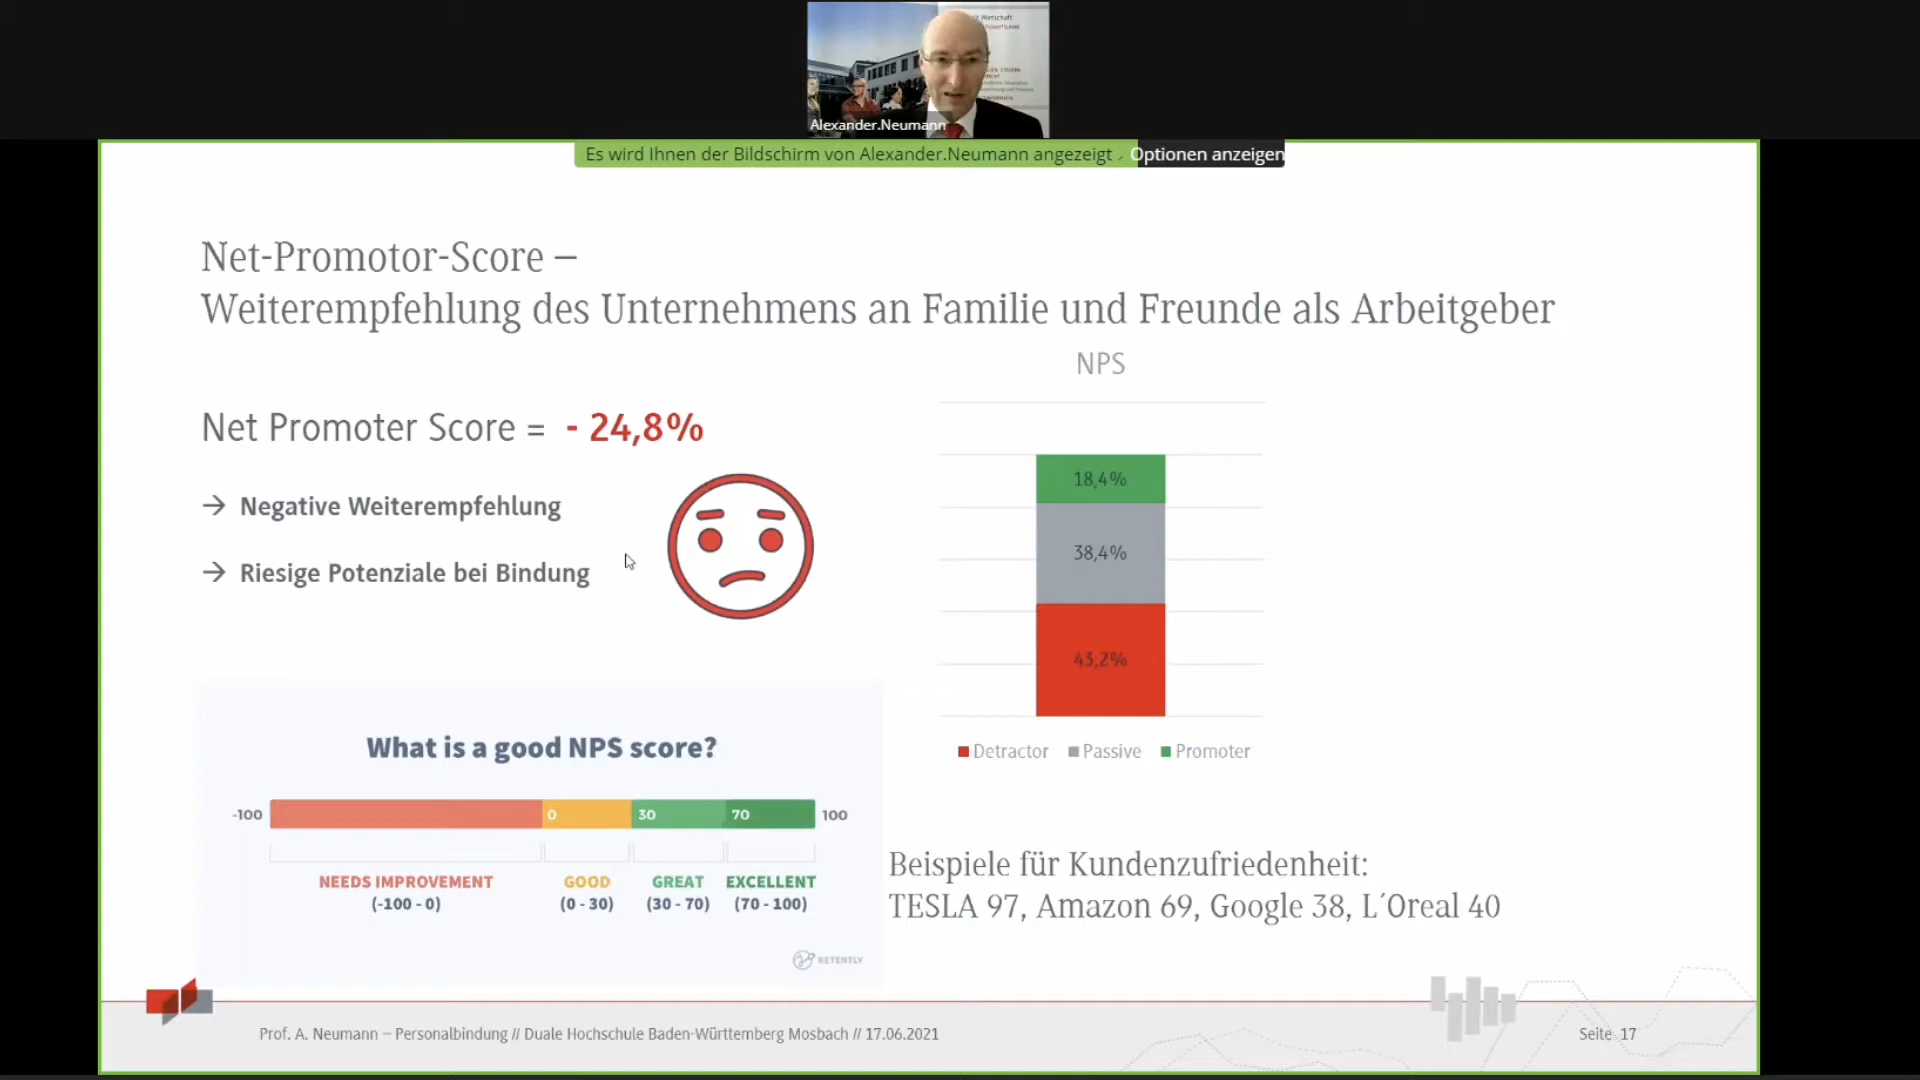 t Wirtschaft
Alexander.Neumann
Es wird Ihnen der Bildschirm von Alexander.Neumann angezeigt
Optionen anzeigen
Net-Promotor-Score –
Weiterempfehlung des Unternehmens an Familie und Freunde als Arbeitgeber
NPS
Net Promoter Score = - 24,8%
→ Negative Weiterempfehlung
→ Riesige Potenziale bei Bindung
18,4%
38,4%
43,2%
Detractor Passive Promoter
What is a good NPS score?
-100 0 30 70 100
NEEDS IMPROVEMENT GOOD GREAT EXCELLENT
(-100 - 0) (0 - 30) (30 - 70) (70 - 100)
RETENTLY
Beispiele für Kundenzufriedenheit:
TESLA 97, Amazon 69, Google 38, L´Oreal 40
Prof. A. Neumann – Personalbindung // Duale Hochschule Baden-Württemberg Mosbach // 17.06.2021
Seite 17